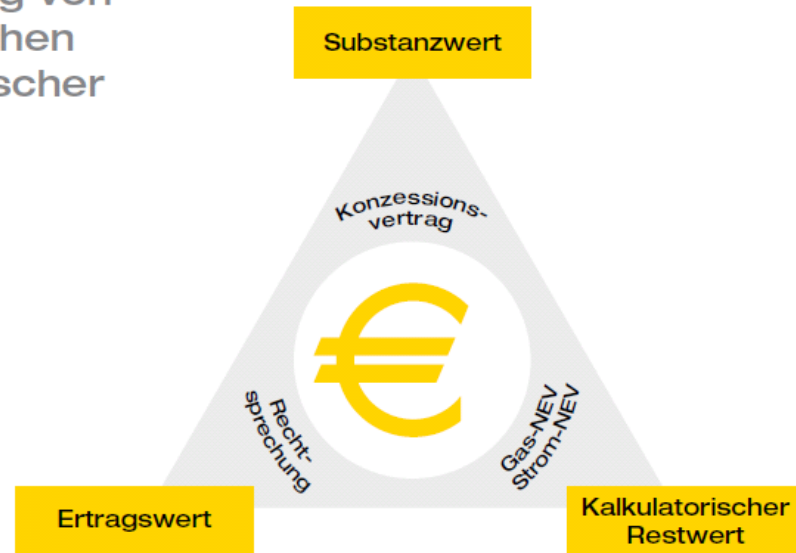 Substanzwert
Konzessions-
vertrag
€
Recht-
sprechung
Gas-NEV
Strom-NEV
Ertragswert
Kalkulatorischer
Restwert